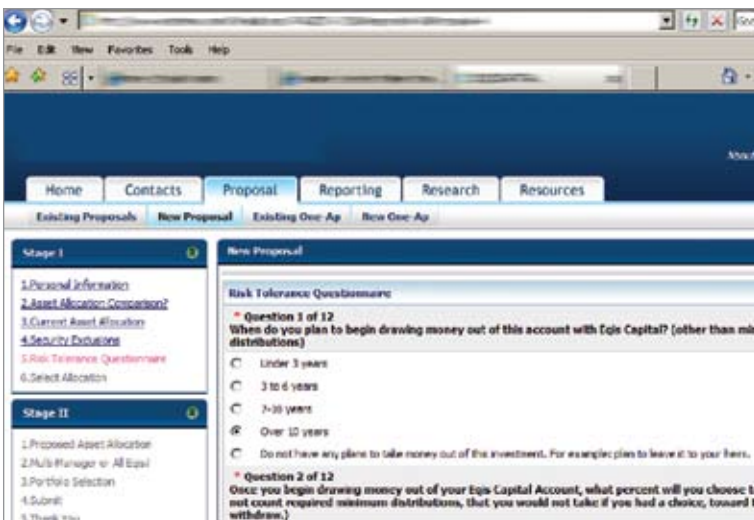 File Edit View Favorites Tools Help
About
Home Contacts Proposal Reporting Research Resources
Existing Proposals New Proposal Existing One-Ap New One-Ap
Stage I
1.Personal Information
2.Asset Allocation Comparison?
3.Current Asset Allocation
4.Security Exclusions
5.Risk Tolerance Questionnaire
6.Select Allocation
Stage II
1.Proposed Asset Allocation
2.Multi-Manager or All Equal
3.Portfolio Selection
4.Submit
5.Thank You
New Proposal
Risk Tolerance Questionnaire
* Question 1 of 12
When do you plan to begin drawing money out of this account with Eqis Capital? (other than
distributions)
Under 3 years
3 to 6 years
7-10 years
Over 10 years
Do not have any plans to take money out of this investment. For example: plan to leave it to your heirs.
* Question 2 of 12
Once you begin drawing money out of your Eqis Capital Account, what percent will you choose
not count required minimum distributions, that you would not take if you had a choice, toward
withdraw.)